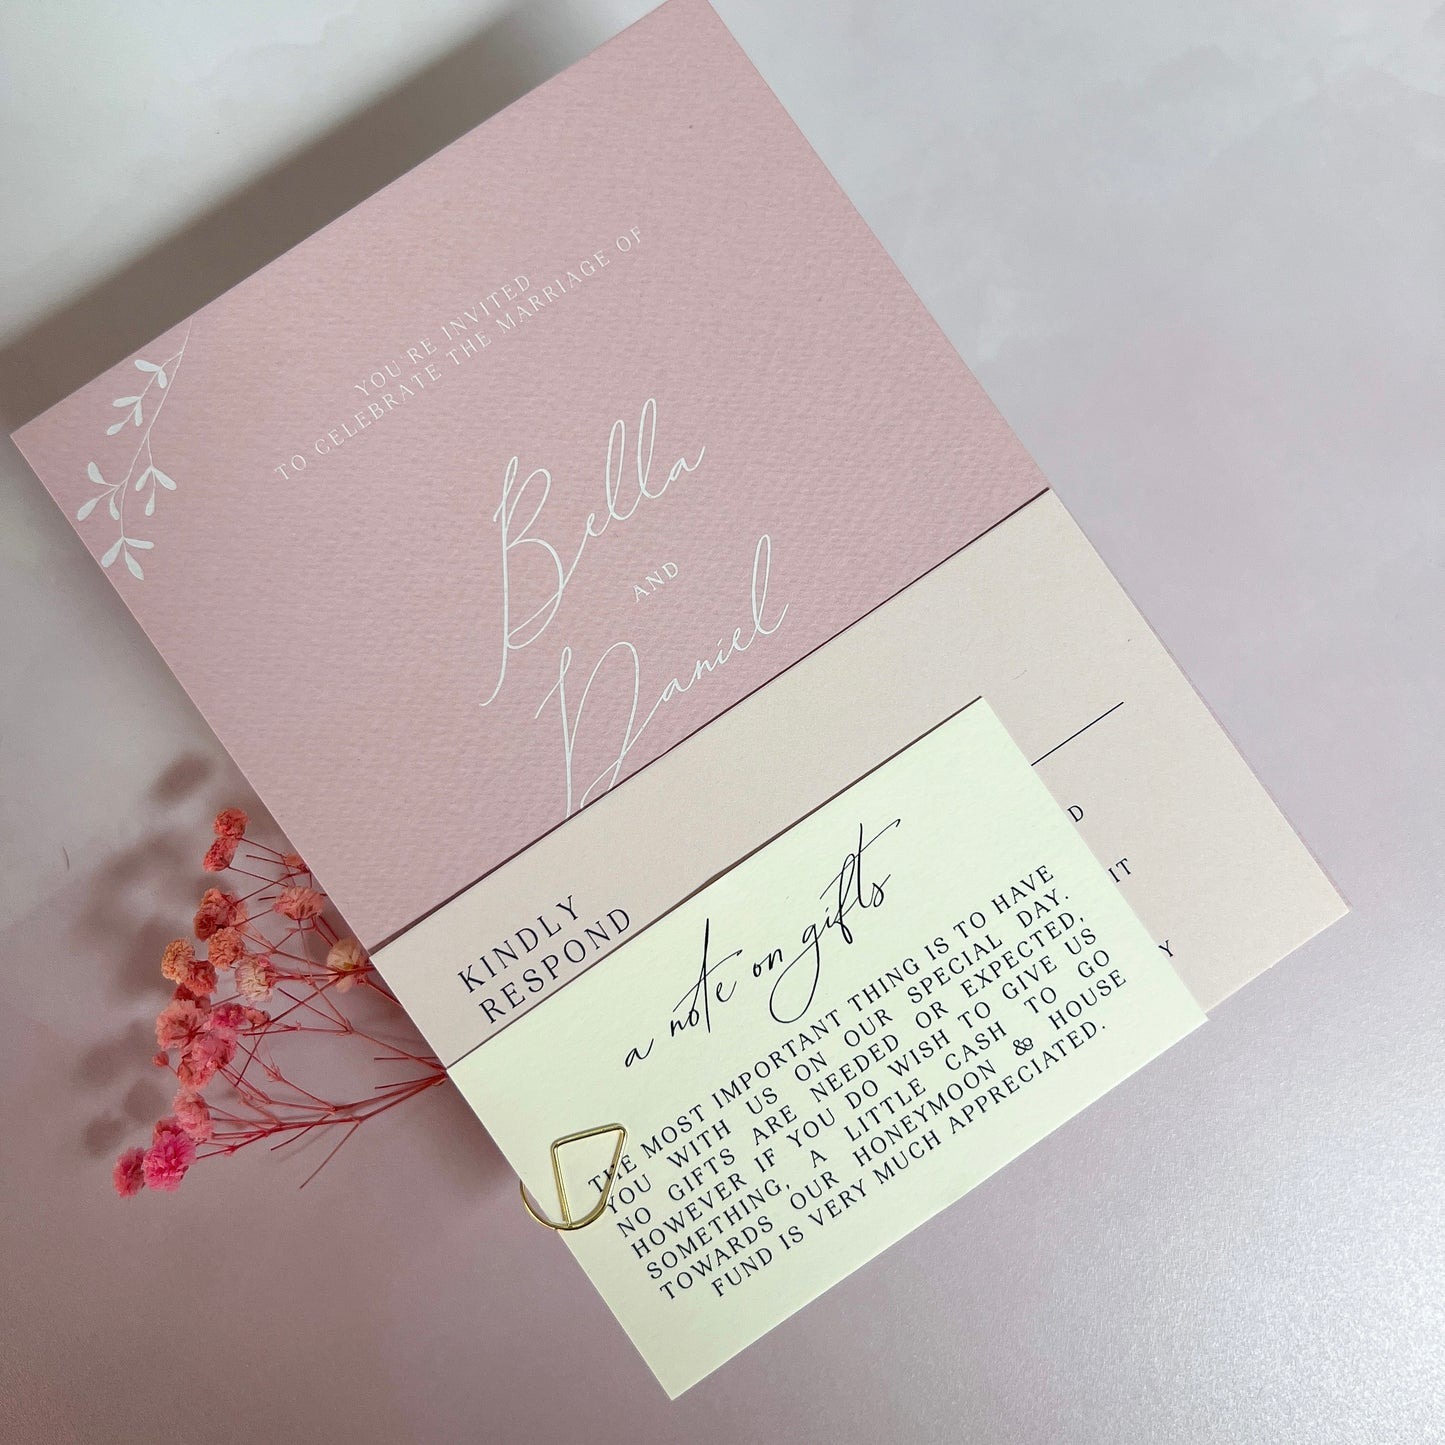 YOU'RE INVITED
TO CELEBRATE THE MARRIAGE OF
Bella
AND
Daniel
KINDLY
RESPOND
D
IT
Y
a note on gifts
THE MOST IMPORTANT THING IS TO HAVE
YOU WITH US ON OUR SPECIAL DAY.
NO GIFTS ARE NEEDED OR EXPECTED,
HOWEVER IF YOU DO WISH TO GIVE US
SOMETHING, A LITTLE CASH TO GO
TOWARDS OUR HONEYMOON & HOUSE
FUND IS VERY MUCH APPRECIATED.